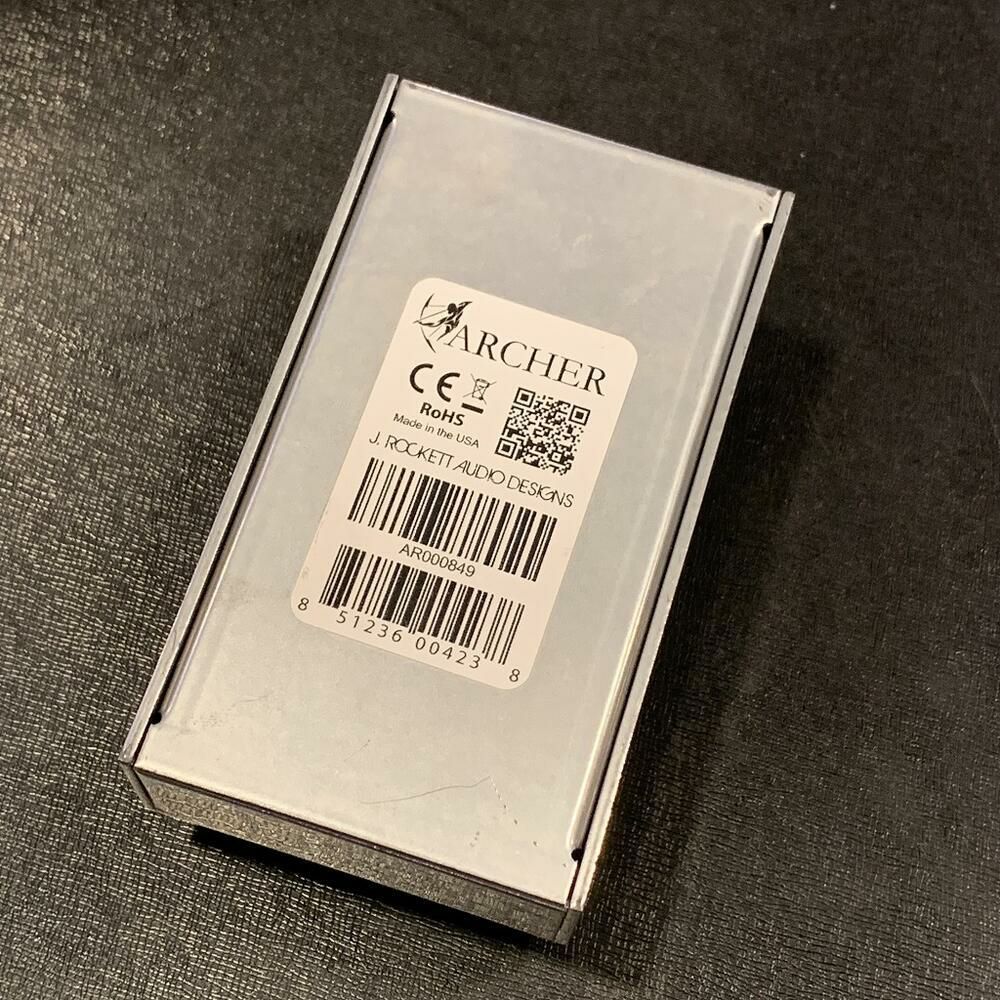 ARCHER
CE
RoHS
Made in the USA
J. ROCKETT AUDIO DESIGNS
AR000849
8 51236 00423 8